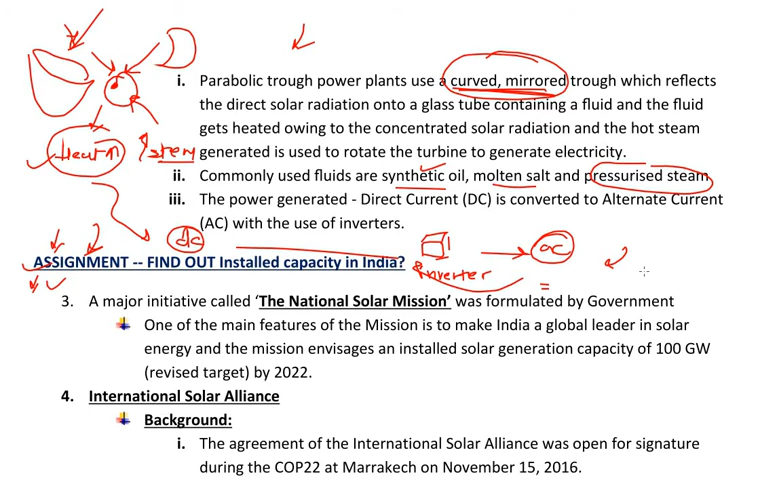 i. Parabolic trough power plants use a curved, mirrored trough which reflects
the direct solar radiation onto a glass tube containing a fluid and the fluid
gets heated owing to the concentrated solar radiation and the hot steam
Heat steam generated is used to rotate the turbine to generate electricity.
ii. Commonly used fluids are synthetic oil, molten salt and pressurised steam
iii. The power generated - Direct Current (DC) is converted to Alternate Current
(AC) with the use of inverters.
dc ac
ASSIGNMENT -- FIND OUT Installed capacity in India?
inverter
3. A major initiative called ‘The National Solar Mission’ was formulated by Government
One of the main features of the Mission is to make India a global leader in solar
energy and the mission envisages an installed solar generation capacity of 100 GW
(revised target) by 2022.
4. International Solar Alliance
Background:
i. The agreement of the International Solar Alliance was open for signature
during the COP22 at Marrakech on November 15, 2016.